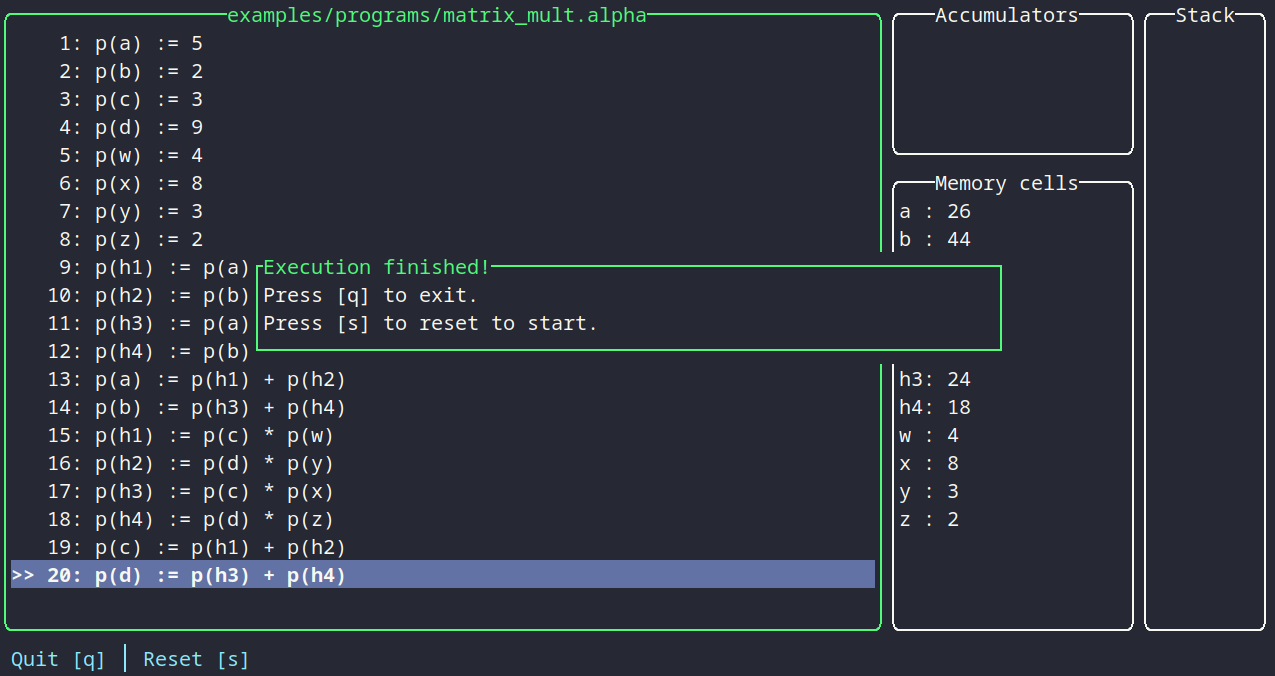 examples/programs/matrix_mult.alpha
1: p(a) := 5
2: p(b) := 2
3: p(c) := 3
4: p(d) := 9
5: p(w) := 4
6: p(x) := 8
7: p(y) := 3
8: p(z) := 2
9: p(h1) := p(a)
10: p(h2) := p(b)
11: p(h3) := p(a)
12: p(h4) := p(b)
13: p(a) := p(h1) + p(h2)
14: p(b) := p(h3) + p(h4)
15: p(h1) := p(c) * p(w)
16: p(h2) := p(d) * p(y)
17: p(h3) := p(c) * p(x)
18: p(h4) := p(d) * p(z)
19: p(c) := p(h1) + p(h2)
>> 20: p(d) := p(h3) + p(h4)
Execution finished!
Press [q] to exit.
Press [s] to reset to start.
Accumulators
Memory cells
a : 26
b : 44
h3: 24
h4: 18
w : 4
x : 8
y : 3
z : 2
Stack
Quit [q] │ Reset [s]